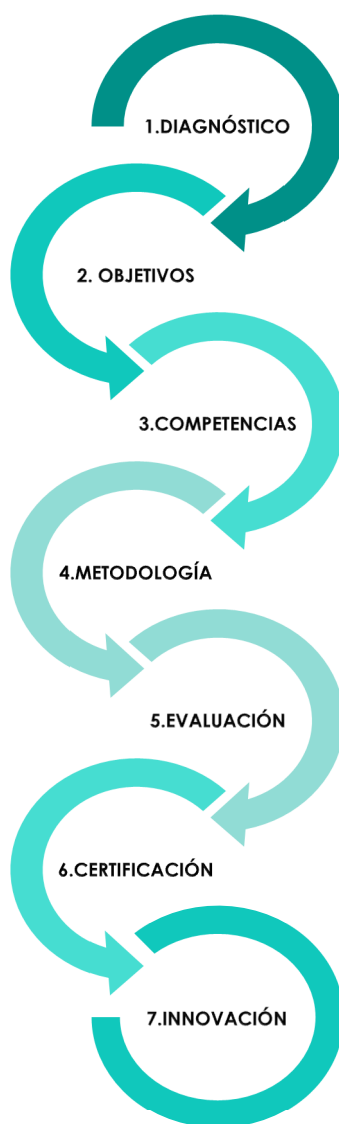 1.DIAGNÓSTICO
2. OBJETIVOS
3.COMPETENCIAS
4.METODOLOGÍA
5.EVALUACIÓN
6.CERTIFICACIÓN
7.INNOVACIÓN